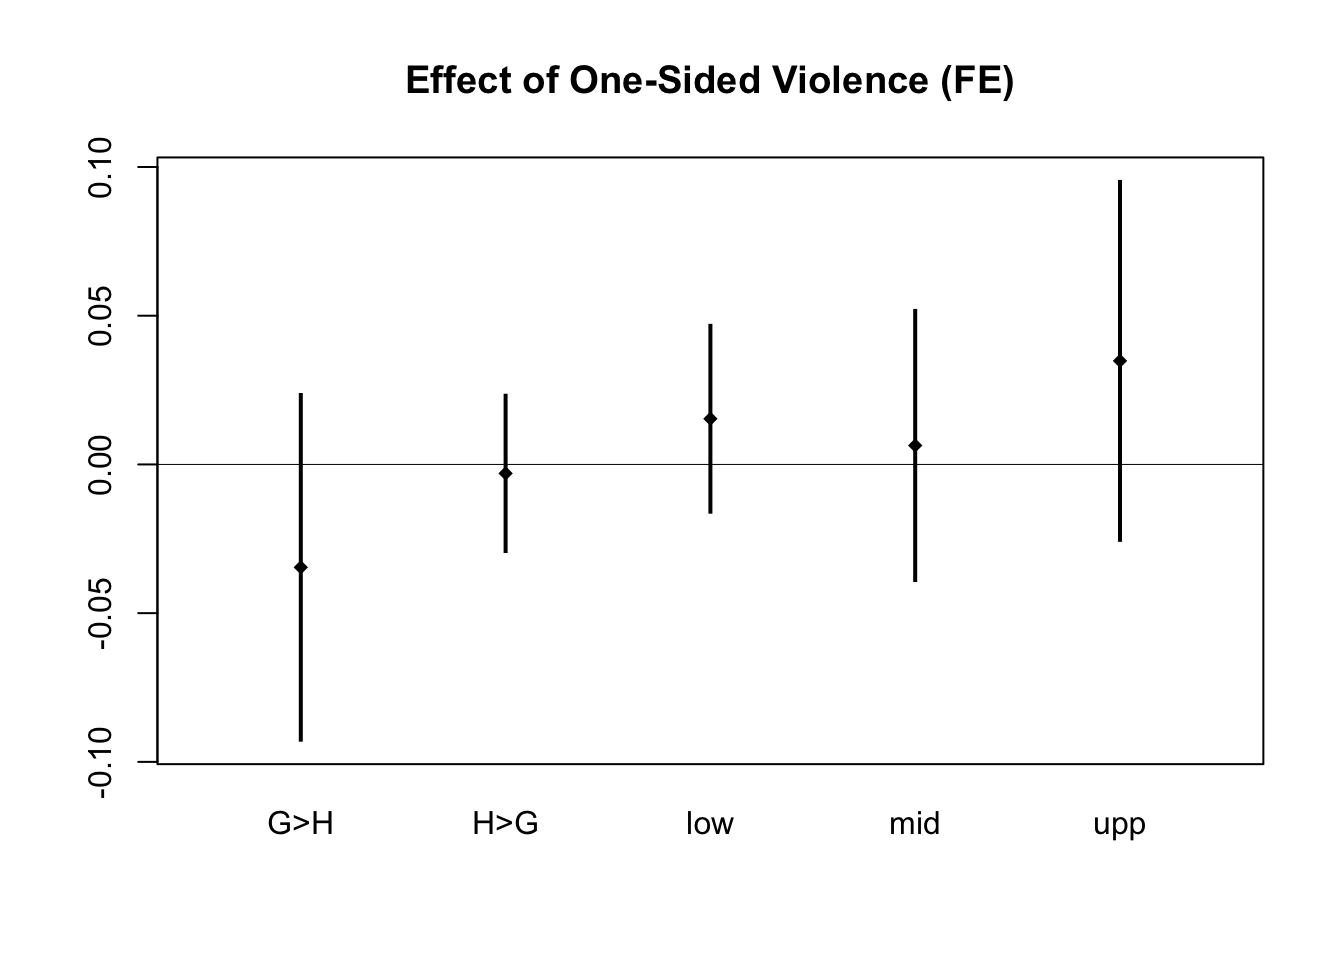 Effect of One-Sided Violence (FE)
0.10
0.05
0.00
-0.05
-0.10
G>H H>G low mid upp